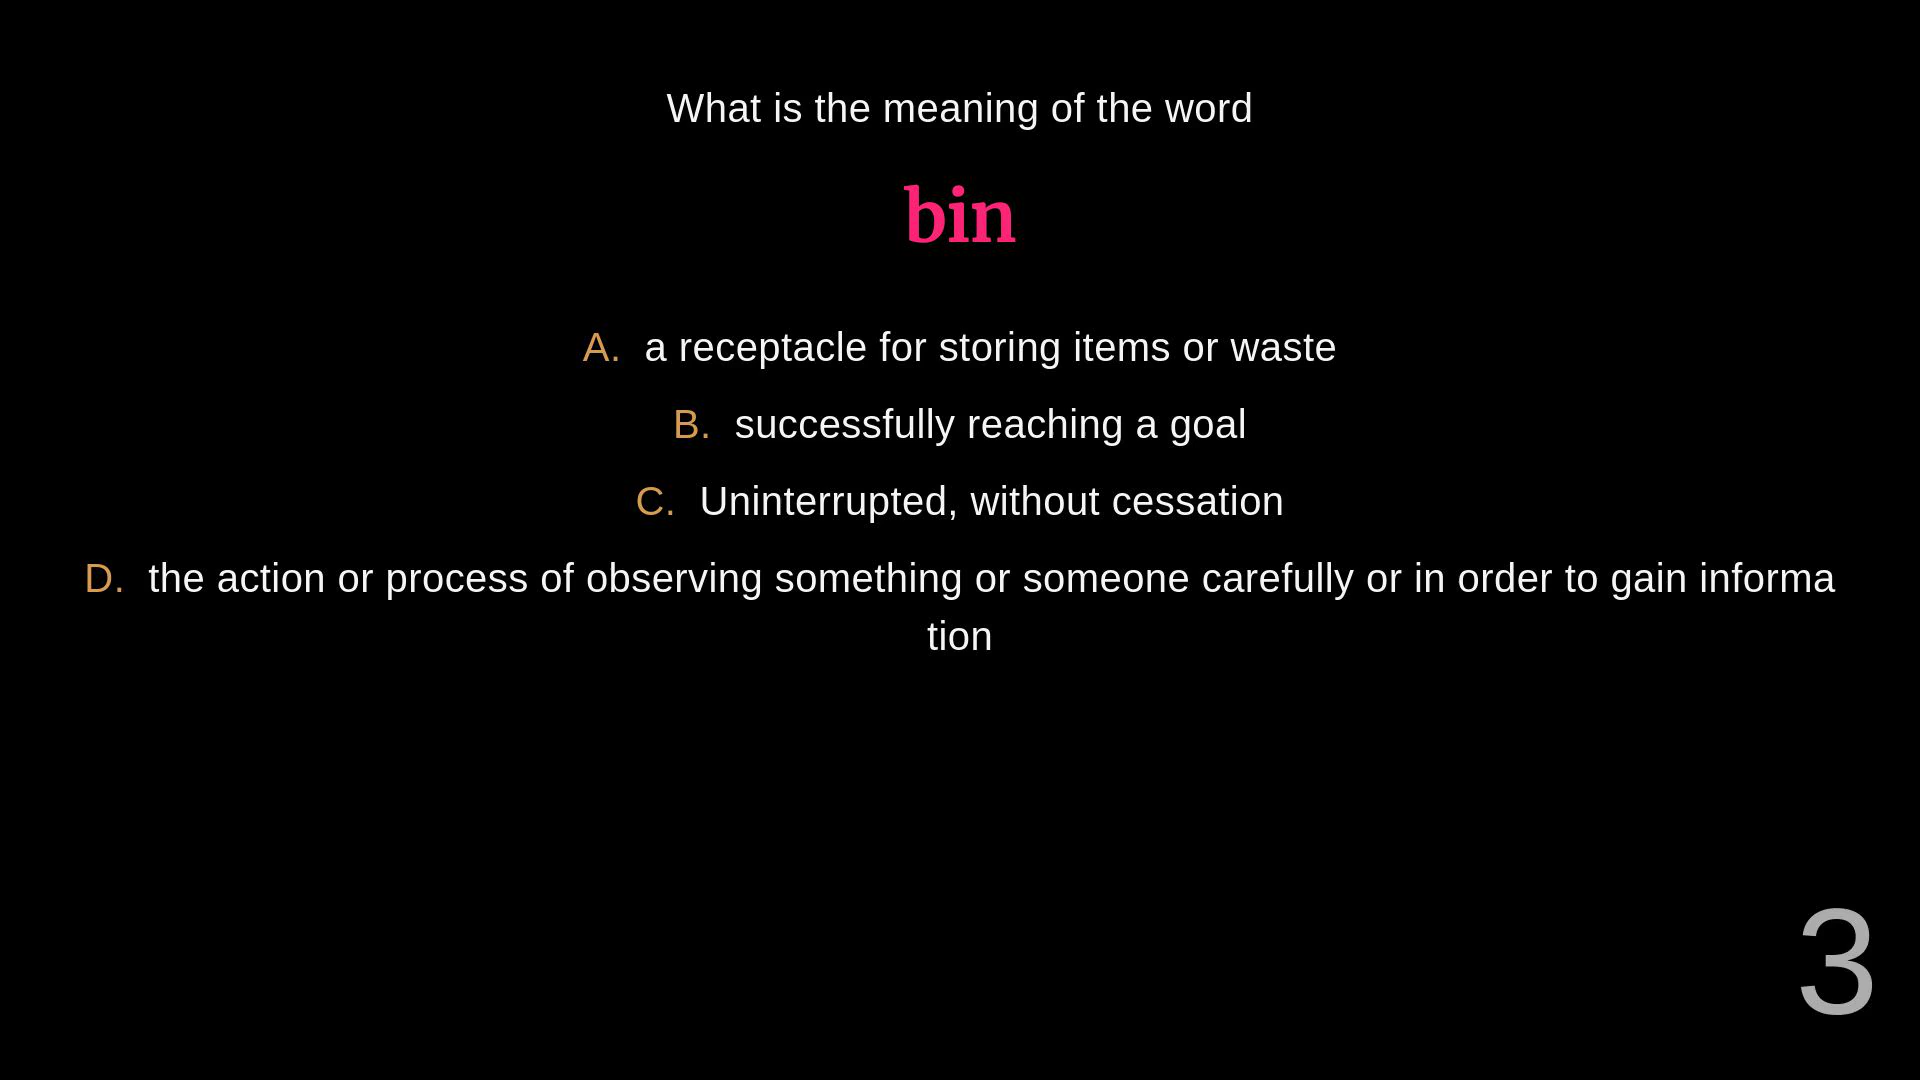 What is the meaning of the word
bin
A. a receptacle for storing items or waste
B. successfully reaching a goal
C. Uninterrupted, without cessation
D. the action or process of observing something or someone carefully or in order to gain informa
tion
3